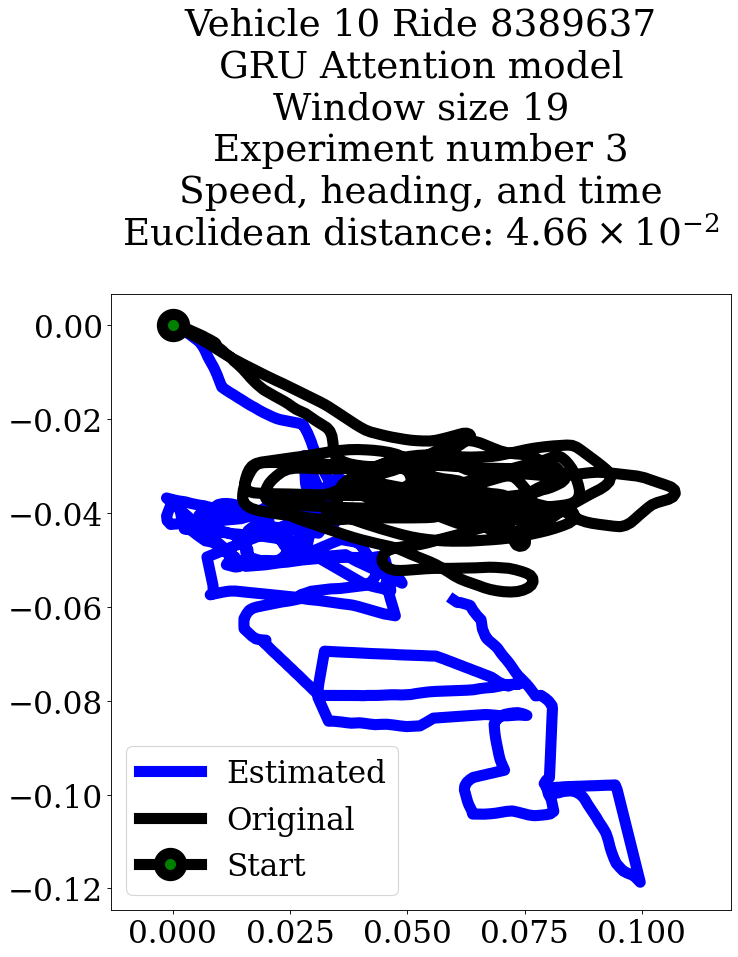 Vehicle 10 Ride 8389637
GRU Attention model
Window size 19
Experiment number 3
Speed, heading, and time
Euclidean distance: 4.66 × 10⁻²
0.00
−0.02
−0.04
−0.06
−0.08
−0.10
−0.12
Estimated
Original
Start
0.000 0.025 0.050 0.075 0.100